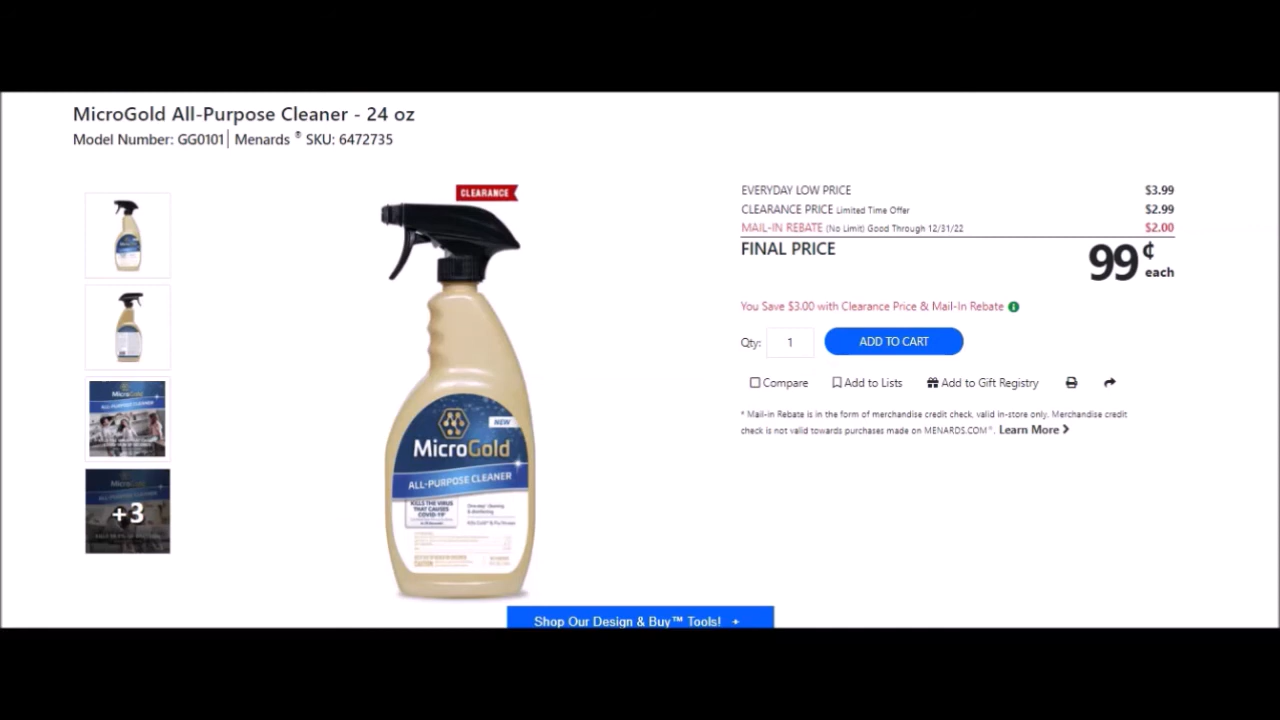 MicroGold All-Purpose Cleaner - 24 oz
Model Number: GG0101 | Menards ® SKU: 6472735
CLEARANCE
EVERYDAY LOW PRICE $3.99
CLEARANCE PRICE Limited Time Offer $2.99
MAIL-IN REBATE (No Limit) Good Through 12/31/22 $2.00
FINAL PRICE 99¢ each
You Save $3.00 with Clearance Price & Mail-In Rebate
Qty: 1 ADD TO CART
Compare Add to Lists Add to Gift Registry
* Mail-in Rebate is in the form of merchandise credit check, valid in-store only. Merchandise credit
check is not valid towards purchases made on MENARDS.COM®. Learn More
NEW
MicroGold
ALL-PURPOSE CLEANER
KILLS THE VIRUS
THAT CAUSES
COVID-19*
MicroGold
ALL-PURPOSE CLEANER
+3
Shop Our Design & Buy™ Tools! +